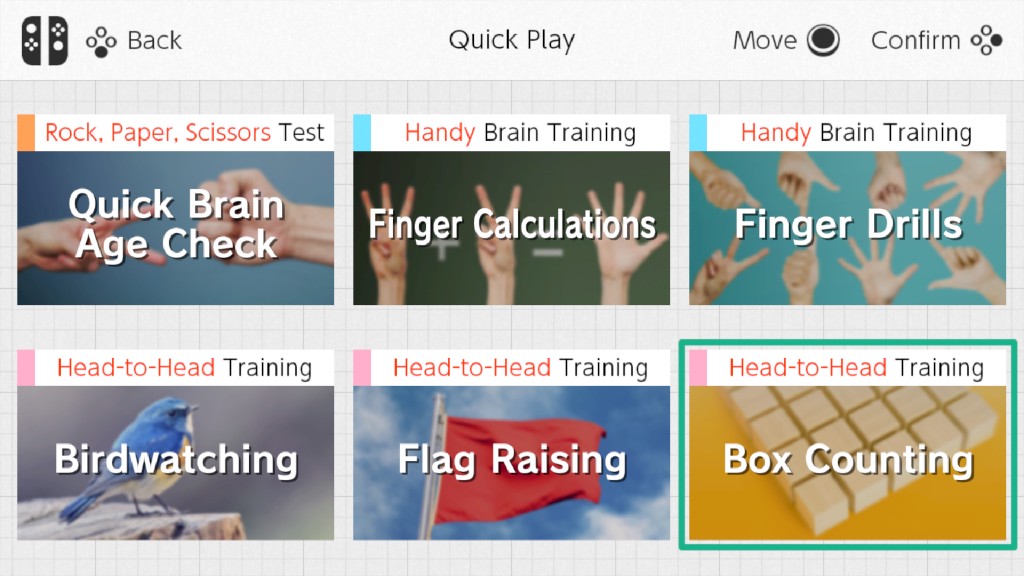 Back
Quick Play
Move
Confirm
Rock, Paper, Scissors Test
Quick Brain
Age Check
Handy Brain Training
Finger Calculations
Handy Brain Training
Finger Drills
Head-to-Head Training
Birdwatching
Head-to-Head Training
Flag Raising
Head-to-Head Training
Box Counting